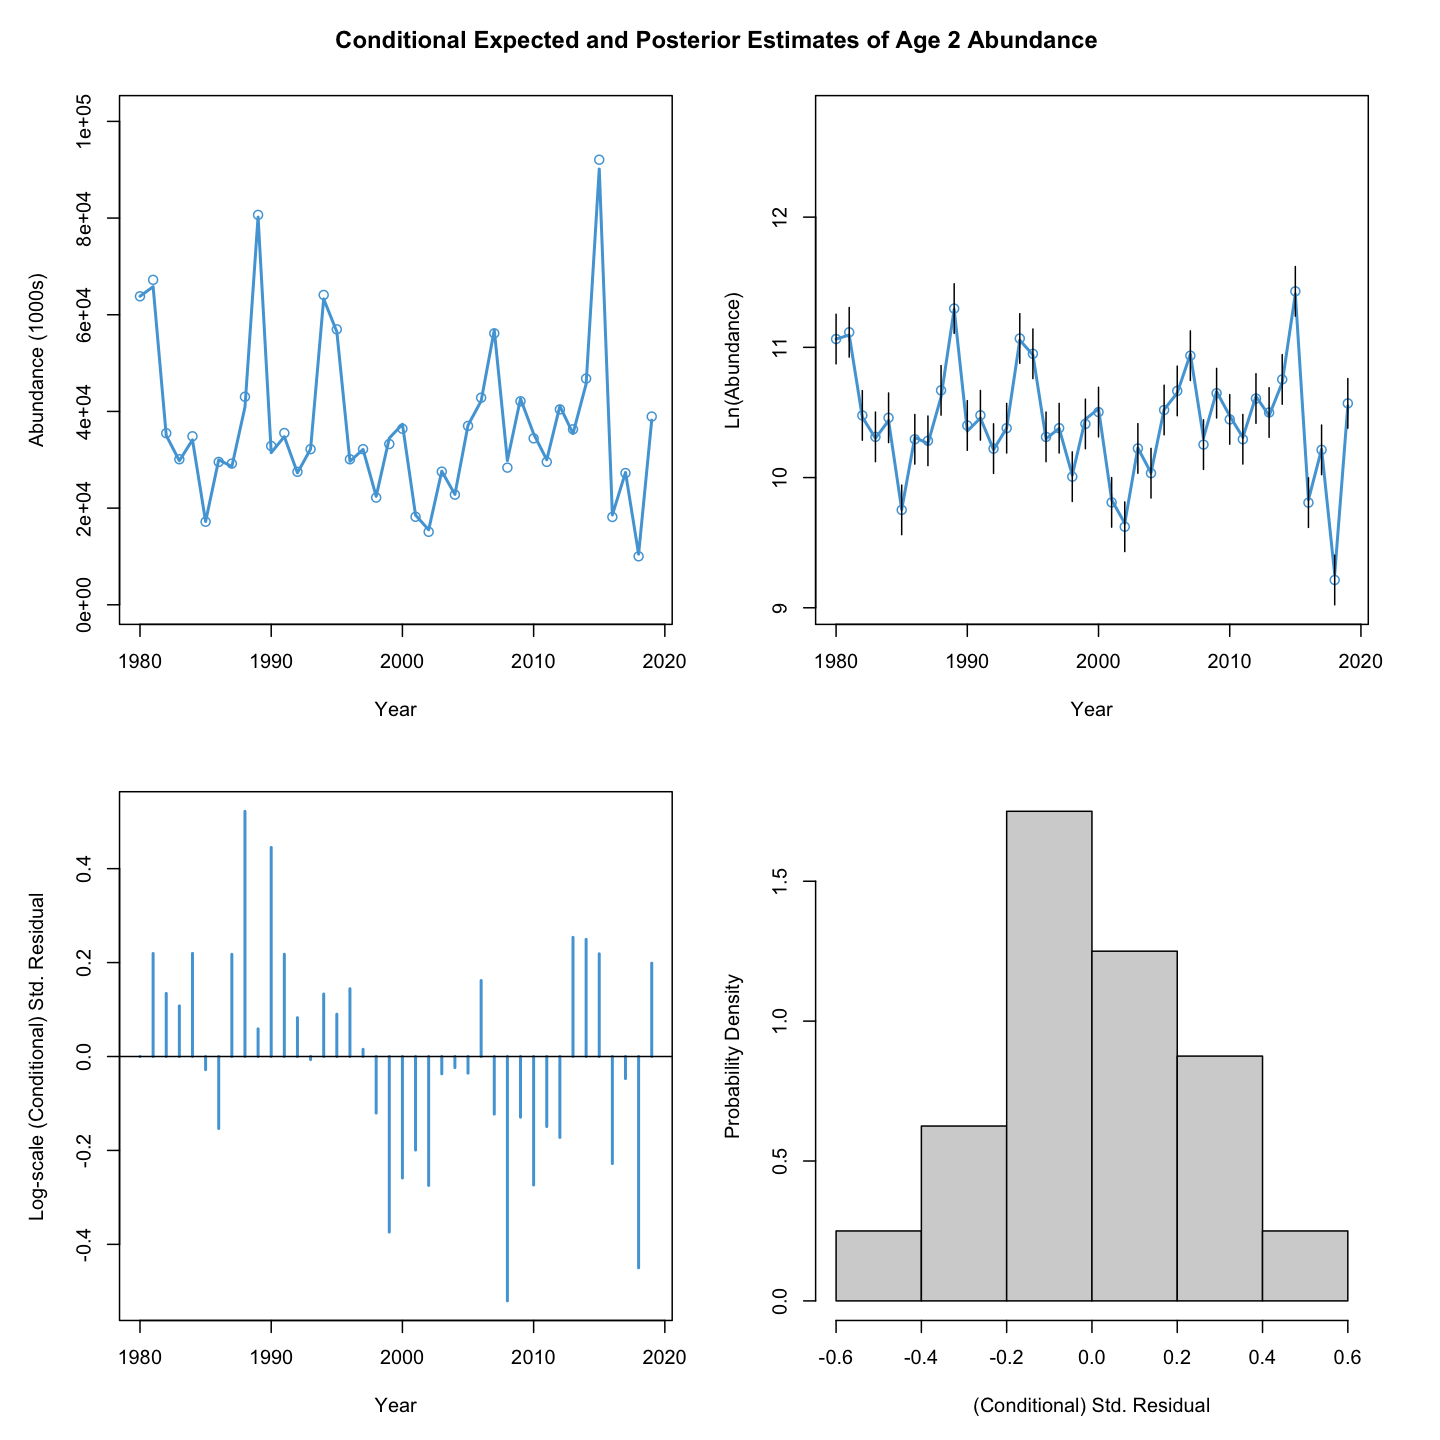 Conditional Expected and Posterior Estimates of Age 2 Abundance
Abundance (1000s)
1e+05
8e+04
6e+04
4e+04
2e+04
0e+00
1980 1990 2000 2010 2020
Year
Ln(Abundance)
12
11
10
9
1980 1990 2000 2010 2020
Year
Log-scale (Conditional) Std. Residual
0.4
0.2
0.0
-0.2
-0.4
1980 1990 2000 2010 2020
Year
Probability Density
1.5
1.0
0.5
0.0
-0.6 -0.4 -0.2 0.0 0.2 0.4 0.6
(Conditional) Std. Residual